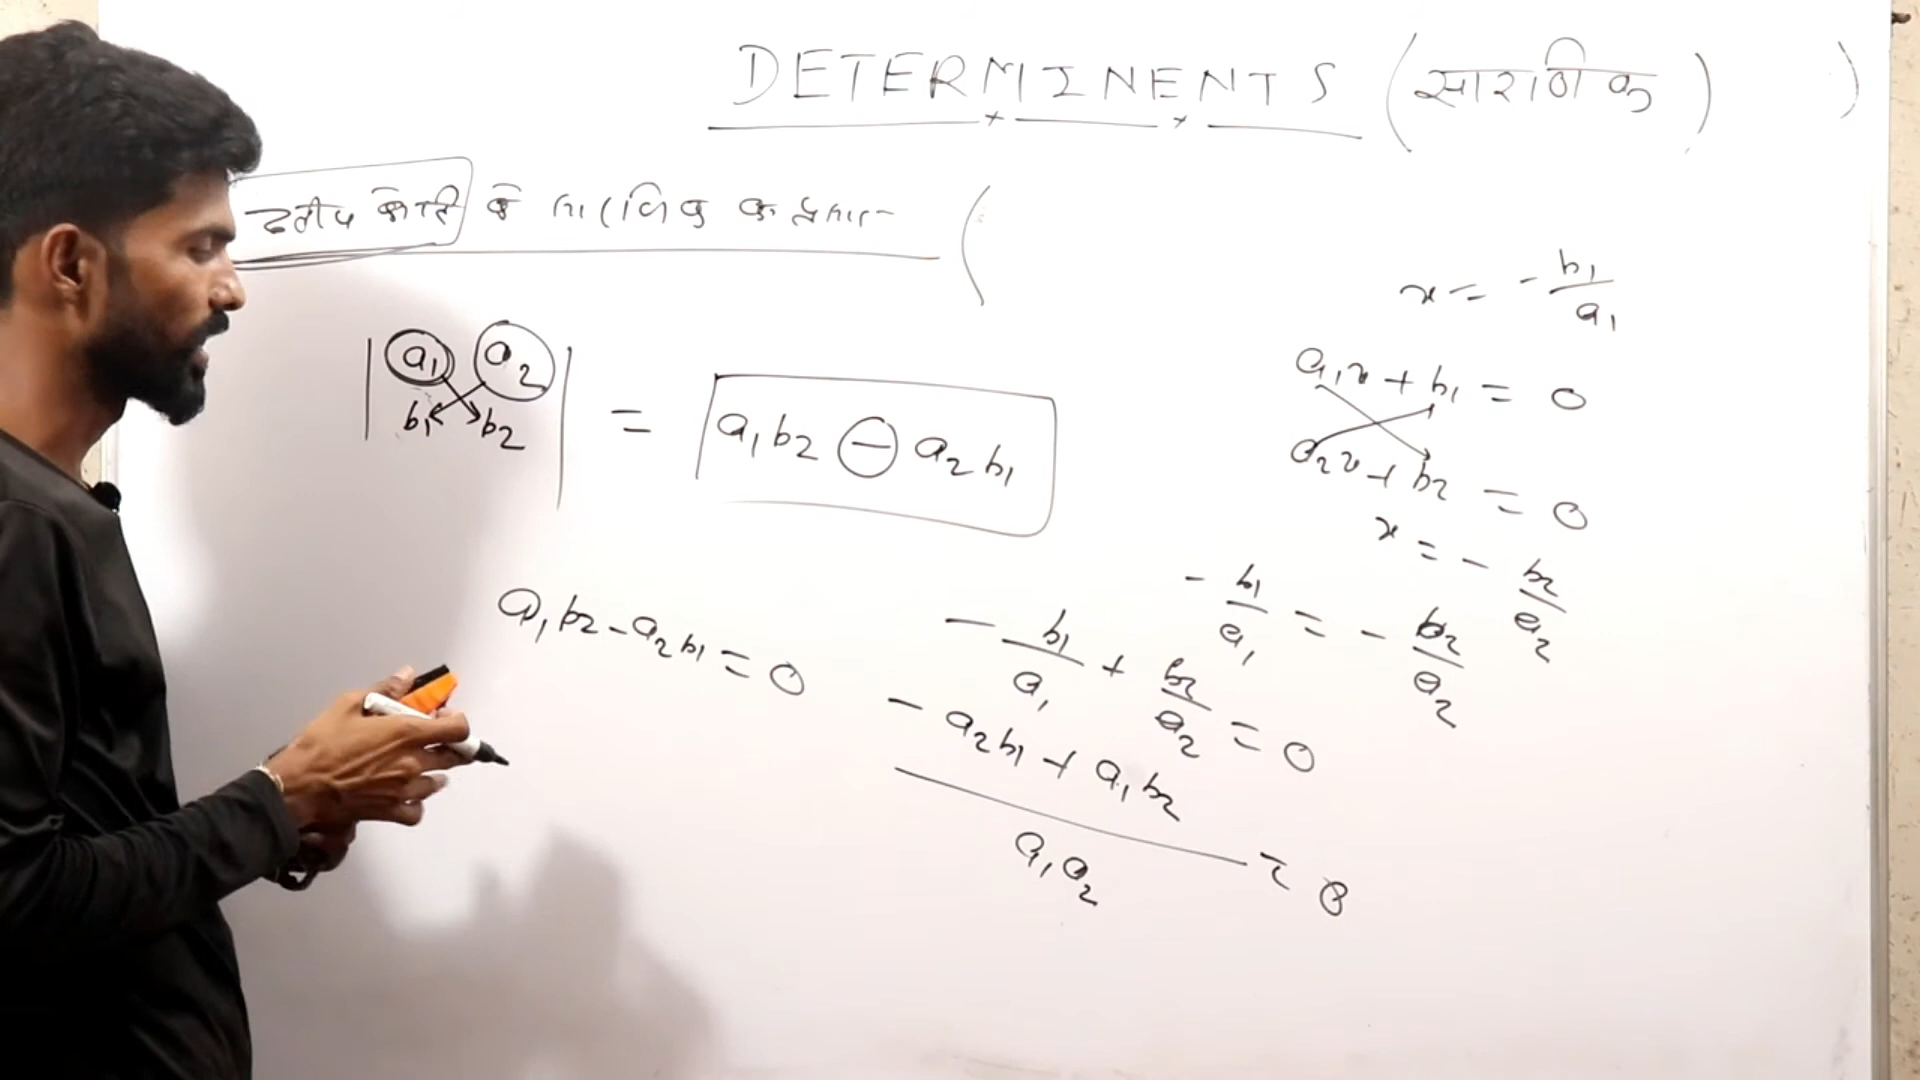 DETERMINENTS (सारणिक) )
कोटि के सारणिक का प्रसार
x = - b₁/a₁
a₁x + b₁ = 0
a₂x + b₂ = 0
x = - b₂/a₂
|a₁ a₂|
|b₁ b₂| = a₁b₂ - a₂b₁
- b₁/a₁ = - b₂/a₂
- b₁/a₁ + b₂/a₂ = 0
a₁b₂ - a₂b₁ = 0
(- a₂b₁ + a₁b₂)/(a₁a₂) = 0